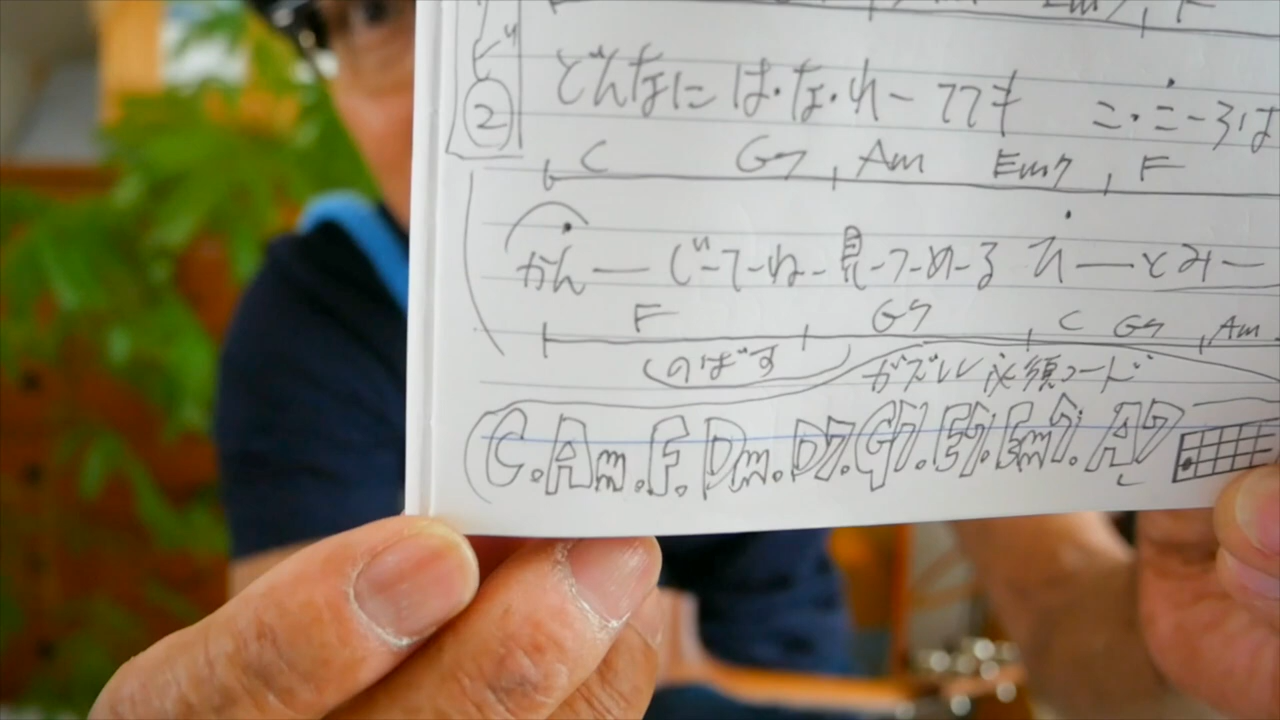 Em7, F
② どんなに は・な・れー てても こ・こーろは
C G7 Am Em7 F
かん―じーてーねー見ーつーめーる ひ―とみー
F G7 C G7 Am
のばす ガズレレ必須コード
C.Am.F.Dm.D7.G7.E7.Em7.A7